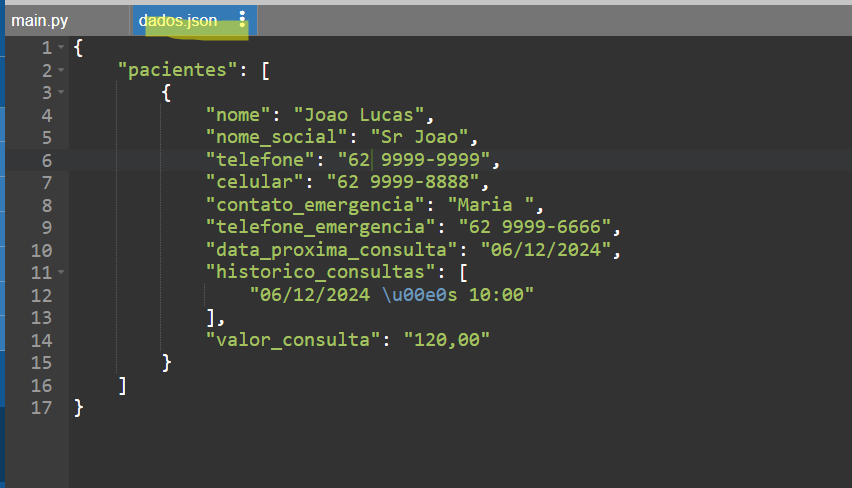 main.py dados.json
1 {
2 "pacientes": [
3 {
4 "nome": "Joao Lucas",
5 "nome_social": "Sr Joao",
6 "telefone": "62 9999-9999",
7 "celular": "62 9999-8888",
8 "contato_emergencia": "Maria ",
9 "telefone_emergencia": "62 9999-6666",
10 "data_proxima_consulta": "06/12/2024",
11 "historico_consultas": [
12 "06/12/2024 \u00e0s 10:00"
13 ],
14 "valor_consulta": "120,00"
15 }
16 ]
17 }